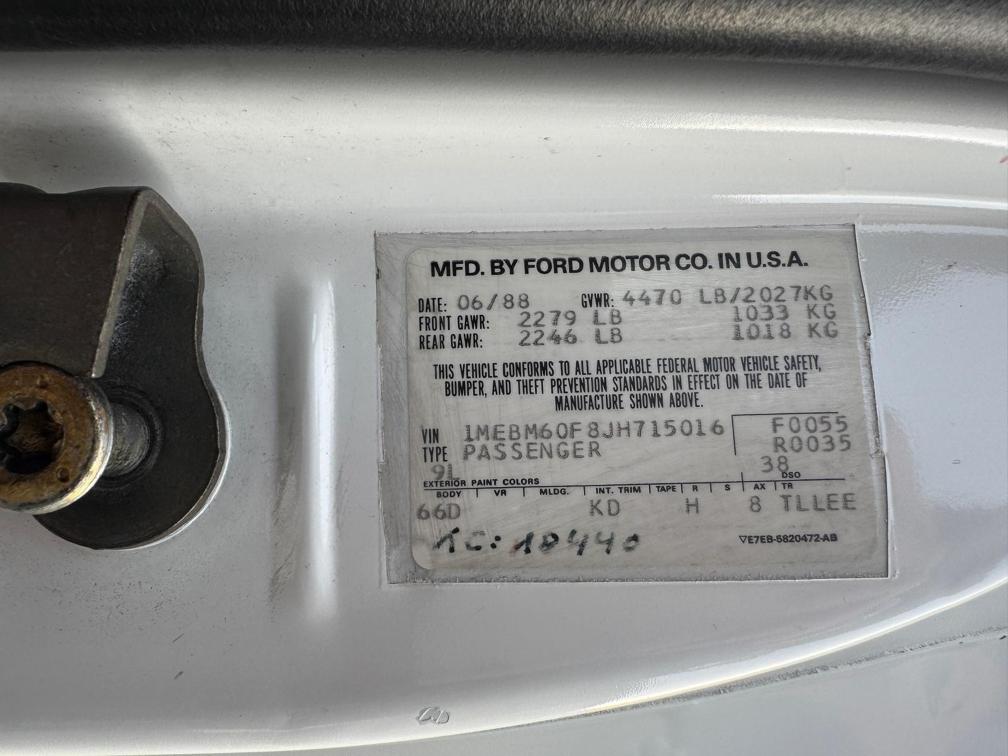 MFD. BY FORD MOTOR CO. IN U.S.A.
DATE: 06/88 GVWR: 4470 LB/2027KG
FRONT GAWR: 2279 LB 1033 KG
REAR GAWR: 2246 LB 1018 KG
THIS VEHICLE CONFORMS TO ALL APPLICABLE FEDERAL MOTOR VEHICLE SAFETY,
BUMPER, AND THEFT PREVENTION STANDARDS IN EFFECT ON THE DATE OF
MANUFACTURE SHOWN ABOVE.
VIN 1MEBM60F8JH715016 F0055
TYPE PASSENGER R0035
9L 38
EXTERIOR PAINT COLORS DSO
BODY VR MLDG. INT. TRIM TAPE R S AX TR
66D KD H 8 TLLEE
KC: 18440
▽E7EB-5820472-AB